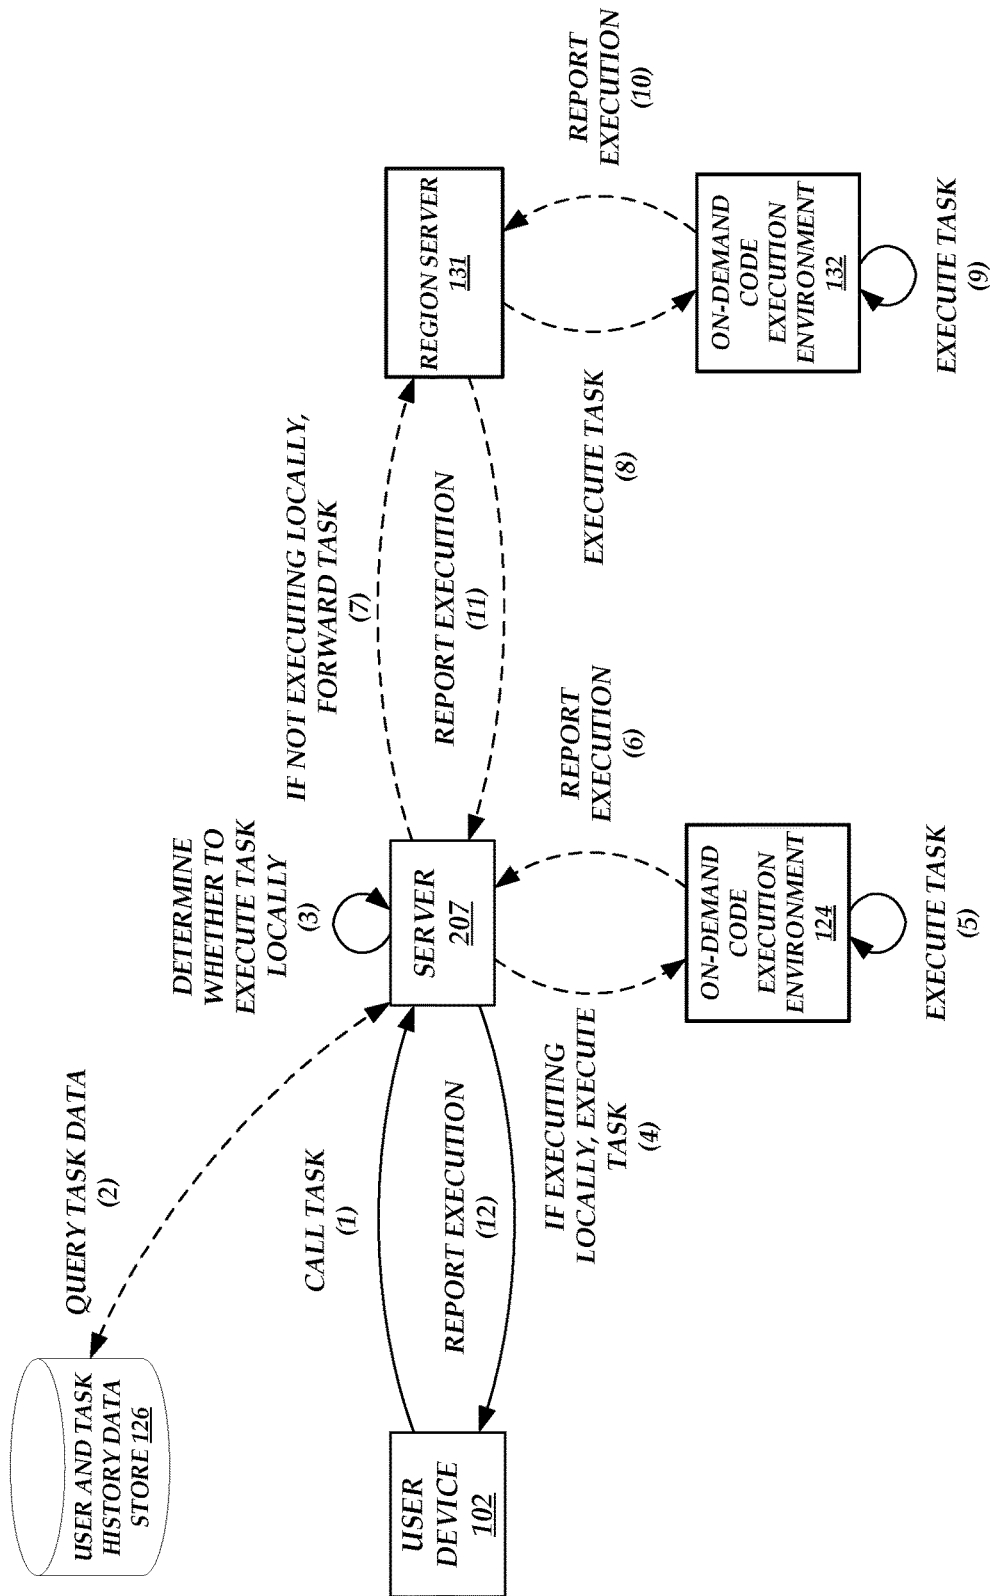 USER AND TASK
HISTORY DATA
STORE 126
QUERY TASK DATA
(2)
DETERMINE
WHETHER TO
EXECUTE TASK
LOCALLY
(3)
IF NOT EXECUTING LOCALLY,
FORWARD TASK
(7)
CALL TASK
(1)
USER
DEVICE
102
REPORT EXECUTION
(12)
SERVER
207
REPORT EXECUTION
(11)
REGION SERVER
131
IF EXECUTING
LOCALLY, EXECUTE
TASK
(4)
REPORT
EXECUTION
(6)
EXECUTE TASK
(8)
REPORT
EXECUTION
(10)
ON-DEMAND
CODE
EXECUTION
ENVIRONMENT
124
ON-DEMAND
CODE
EXECUTION
ENVIRONMENT
132
EXECUTE TASK
(5)
EXECUTE TASK
(9)